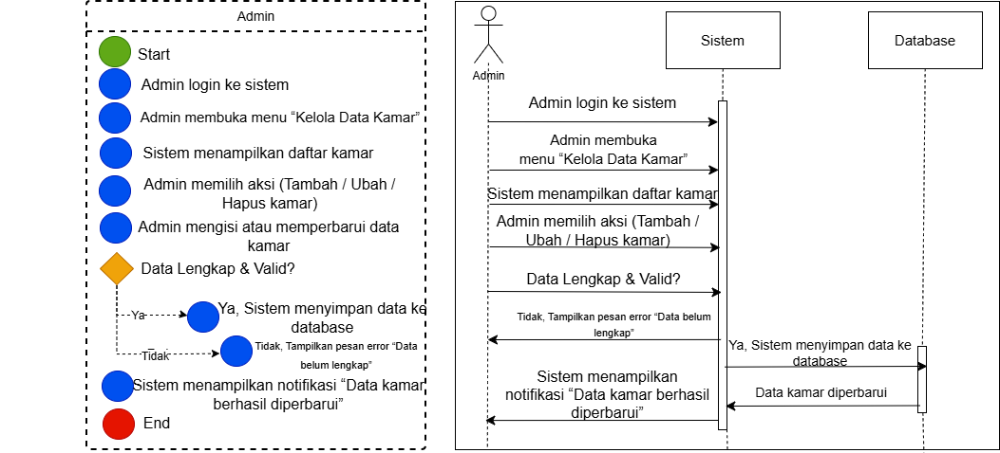 Admin
Start
Admin login ke sistem
Admin membuka menu “Kelola Data Kamar”
Sistem menampilkan daftar kamar
Admin memilih aksi (Tambah / Ubah /
Hapus kamar)
Admin mengisi atau memperbarui data
kamar
Data Lengkap & Valid?
Ya
Ya, Sistem menyimpan data ke
database
Tidak
Tidak, Tampilkan pesan error “Data
belum lengkap”
Sistem menampilkan notifikasi “Data kamar
berhasil diperbarui”
End
Admin
Sistem
Database
Admin login ke sistem
Admin membuka
menu “Kelola Data Kamar”
Sistem menampilkan daftar kamar
Admin memilih aksi (Tambah /
Ubah / Hapus kamar)
Data Lengkap & Valid?
Tidak, Tampilkan pesan error “Data belum
lengkap”
Ya, Sistem menyimpan data ke
database
Data kamar diperbarui
Sistem menampilkan
notifikasi “Data kamar berhasil
diperbarui”